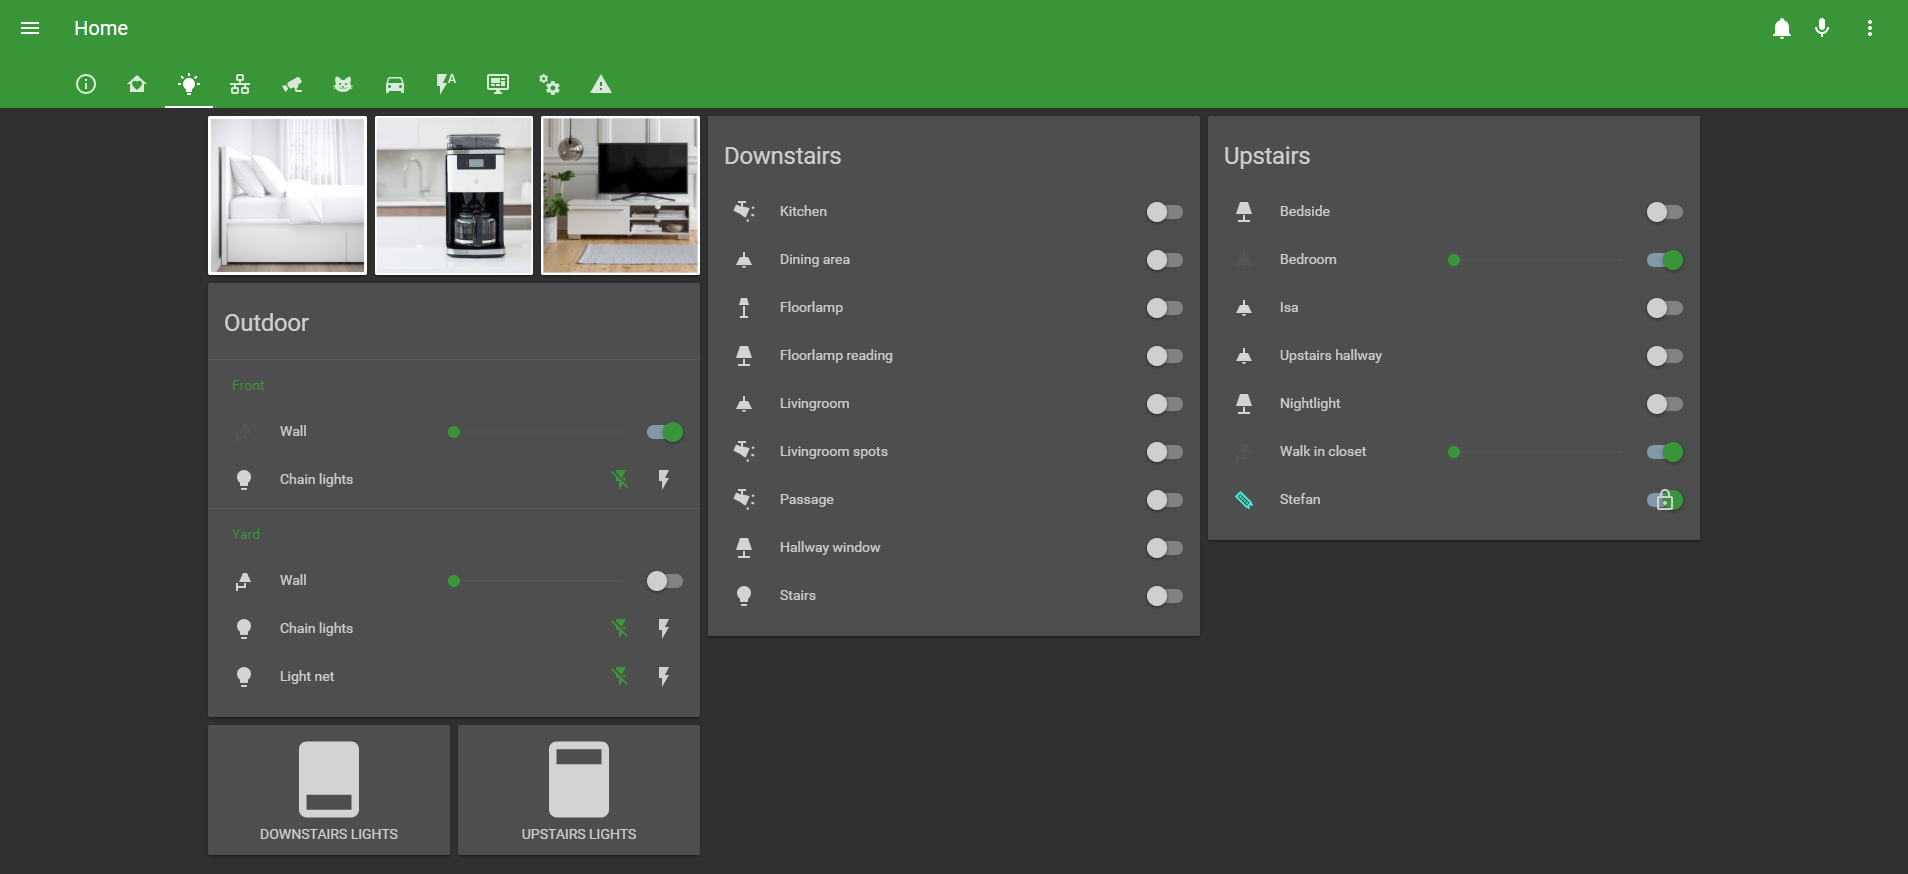 Home
A
Outdoor
Front
Wall
Chain lights
Yard
Wall
Chain lights
Light net
DOWNSTAIRS LIGHTS
UPSTAIRS LIGHTS
Downstairs
Kitchen
Dining area
Floorlamp
Floorlamp reading
Livingroom
Livingroom spots
Passage
Hallway window
Stairs
Upstairs
Bedside
Bedroom
Isa
Upstairs hallway
Nightlight
Walk in closet
Stefan